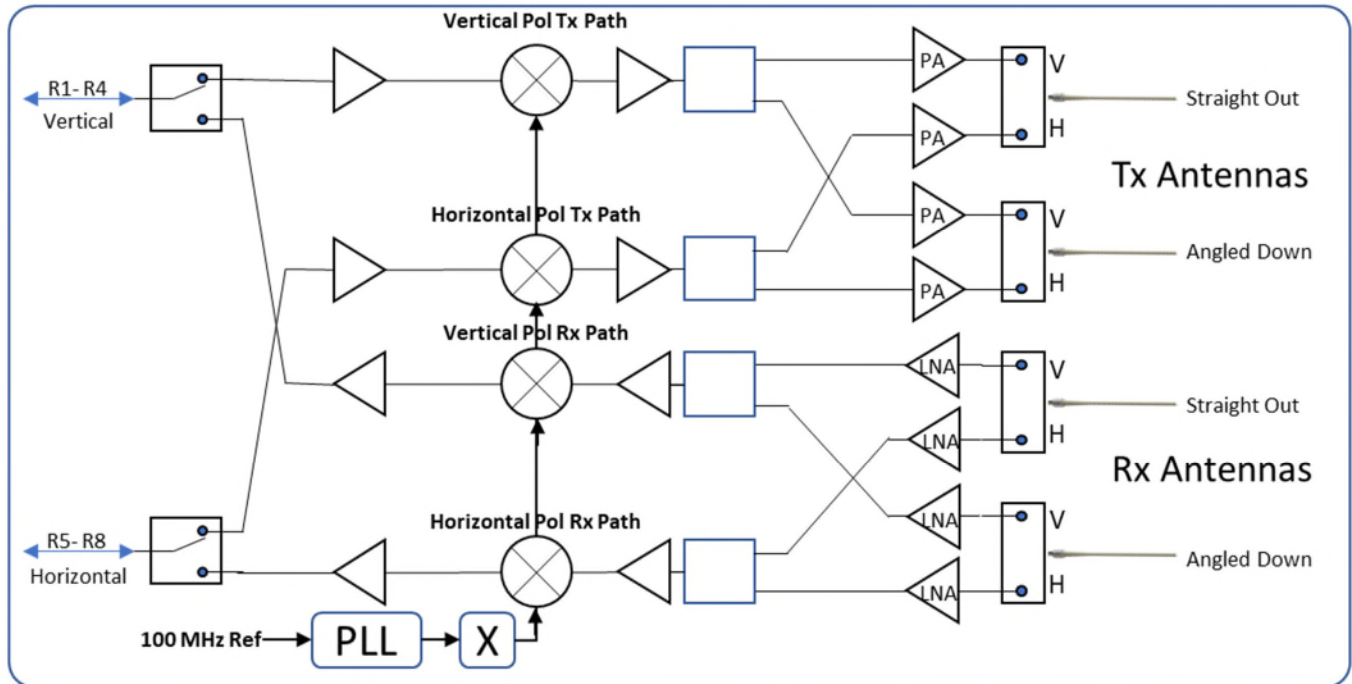 Vertical Pol Tx Path
R1- R4
Vertical
PA
V
Straight Out
PA
H
Tx Antennas
Horizontal Pol Tx Path
PA
V
Angled Down
PA
H
Vertical Pol Rx Path
LNA
V
Straight Out
LNA
H
Rx Antennas
Horizontal Pol Rx Path
R5- R8
Horizontal
LNA
V
Angled Down
LNA
H
100 MHz Ref
PLL
X